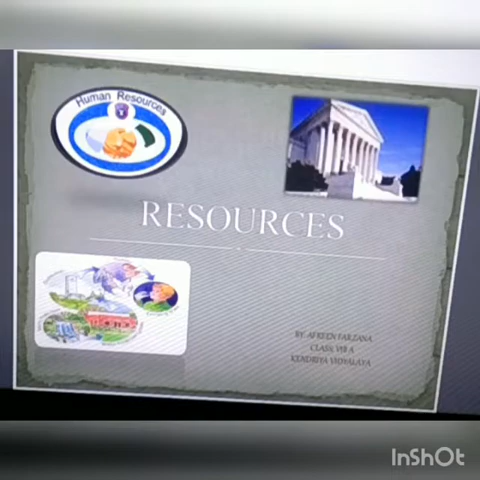 Human Resources
RESOURCES
BY: AFREEN FARZANA
CLASS: VIII A
KENDRIYA VIDYALAYA
InShOt